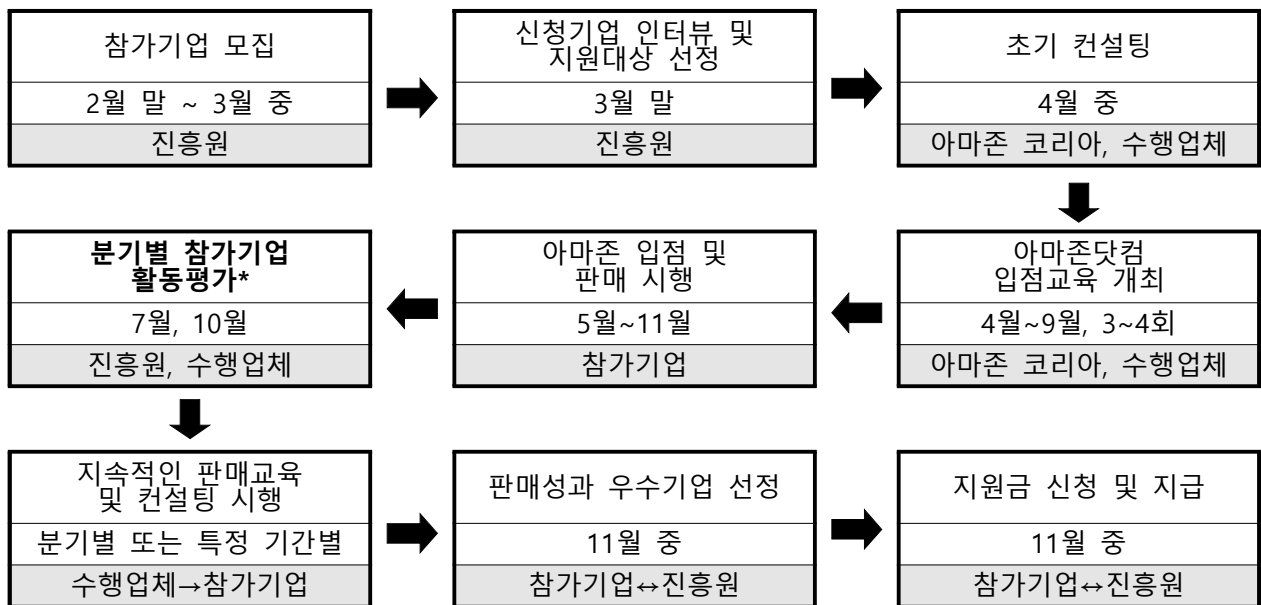 참가기업 모집
2월 말 ~ 3월 중
진흥원
신청기업 인터뷰 및
지원대상 선정
3월 말
진흥원
초기 컨설팅
4월 중
아마존 코리아, 수행업체
아마존닷컴
입점교육 개최
4월~9월, 3~4회
아마존 코리아, 수행업체
아마존 입점 및
판매 시행
5월~11월
참가기업
분기별 참가기업
활동평가*
7월, 10월
진흥원, 수행업체
지속적인 판매교육
및 컨설팅 시행
분기별 또는 특정 기간별
수행업체→참가기업
판매성과 우수기업 선정
11월 중
참가기업↔진흥원
지원금 신청 및 지급
11월 중
참가기업↔진흥원